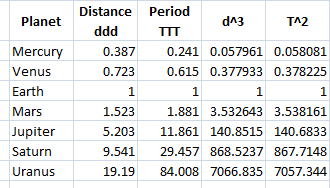 Planet Distance ddd Period TTT d^3 T^2
Mercury 0.387 0.241 0.057961 0.058081
Venus 0.723 0.615 0.377933 0.378225
Earth 1 1 1 1
Mars 1.523 1.881 3.532643 3.538161
Jupiter 5.203 11.861 140.8515 140.6833
Saturn 9.541 29.457 868.5237 867.7148
Uranus 19.19 84.008 7066.835 7057.344